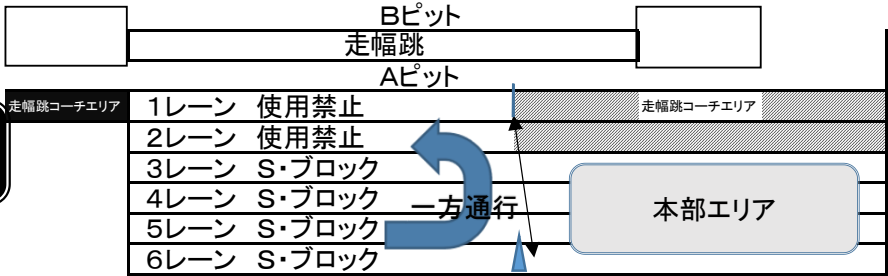 Bピット
走幅跳
Aピット
走幅跳コーチエリア
1レーン 使用禁止
走幅跳コーチエリア
2レーン 使用禁止
3レーン S・ブロック
4レーン S・ブロック
一方通行
本部エリア
5レーン S・ブロック
6レーン S・ブロック